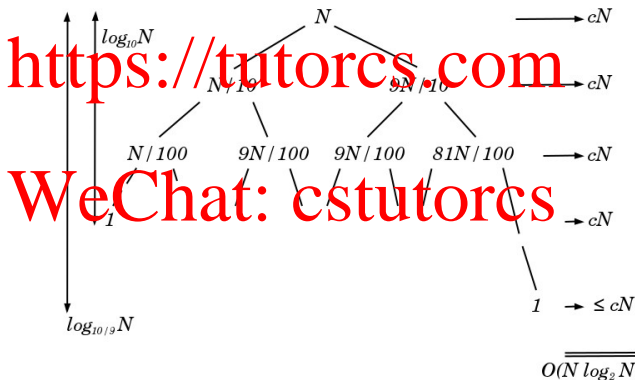 N cN
log₁₀N
https://tutorcs.com
N/10 9N/10 cN
N/100 9N/100 9N/100 81N/100 cN
WeChat: cstutorcs
1 cN
1 ≤ cN
log₁₀/₉N
O(N log₂ N